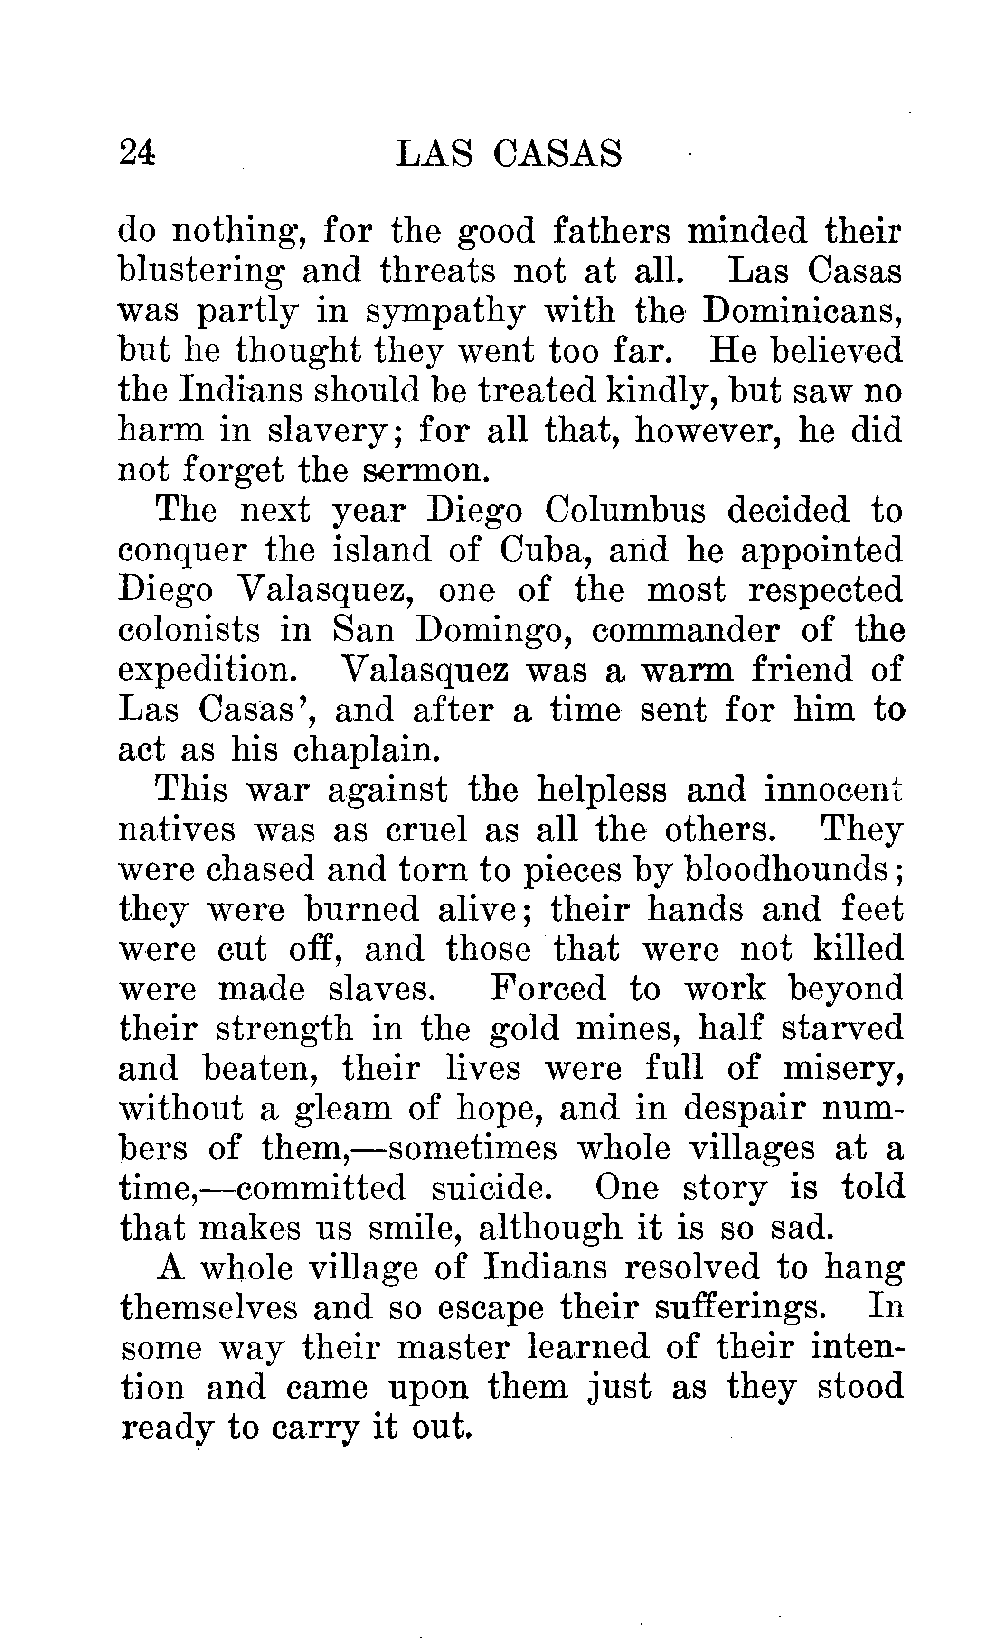 24 LAS CASAS
do nothing, for the good fathers minded their
blustering and threats not at all. Las Casas
was partly in sympathy with the Dominicans,
but he thought they went too far. He believed
the Indians should be treated kindly, but saw no
harm in slavery; for all that, however, he did
not forget the sermon.
The next year Diego Columbus decided to
conquer the island of Cuba, and he appointed
Diego Valasquez, one of the most respected
colonists in San Domingo, commander of the
expedition. Valasquez was a warm friend of
Las Casas', and after a time sent for him to
act as his chaplain.
This war against the helpless and innocent
natives was as cruel as all the others. They
were chased and torn to pieces by bloodhounds;
they were burned alive; their hands and feet
were cut off, and those that were not killed
were made slaves. Forced to work beyond
their strength in the gold mines, half starved
and beaten, their lives were full of misery,
without a gleam of hope, and in despair num-
bers of them,—sometimes whole villages at a
time,—committed suicide. One story is told
that makes us smile, although it is so sad.
A whole village of Indians resolved to hang
themselves and so escape their sufferings. In
some way their master learned of their inten-
tion and came upon them just as they stood
ready to carry it out.